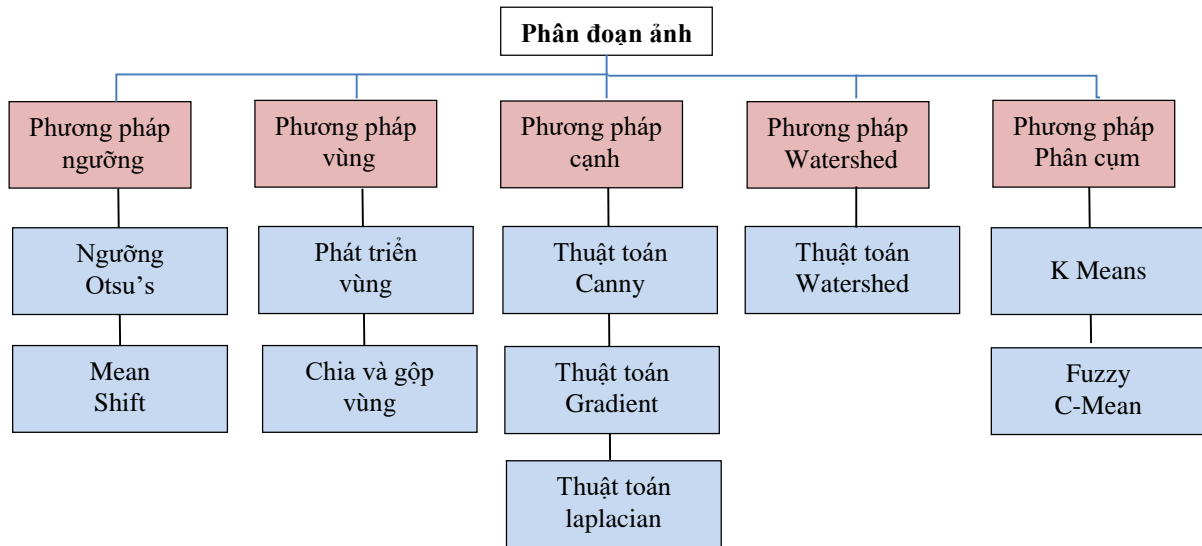 Phân đoạn ảnh
Phương pháp
ngưỡng
Phương pháp
vùng
Phương pháp
cạnh
Phương pháp
Watershed
Phương pháp
Phân cụm
Ngưỡng
Otsu’s
Phát triển
vùng
Thuật toán
Canny
Thuật toán
Watershed
K Means
Mean
Shift
Chia và gộp
vùng
Thuật toán
Gradient
Fuzzy
C-Mean
Thuật toán
laplacian